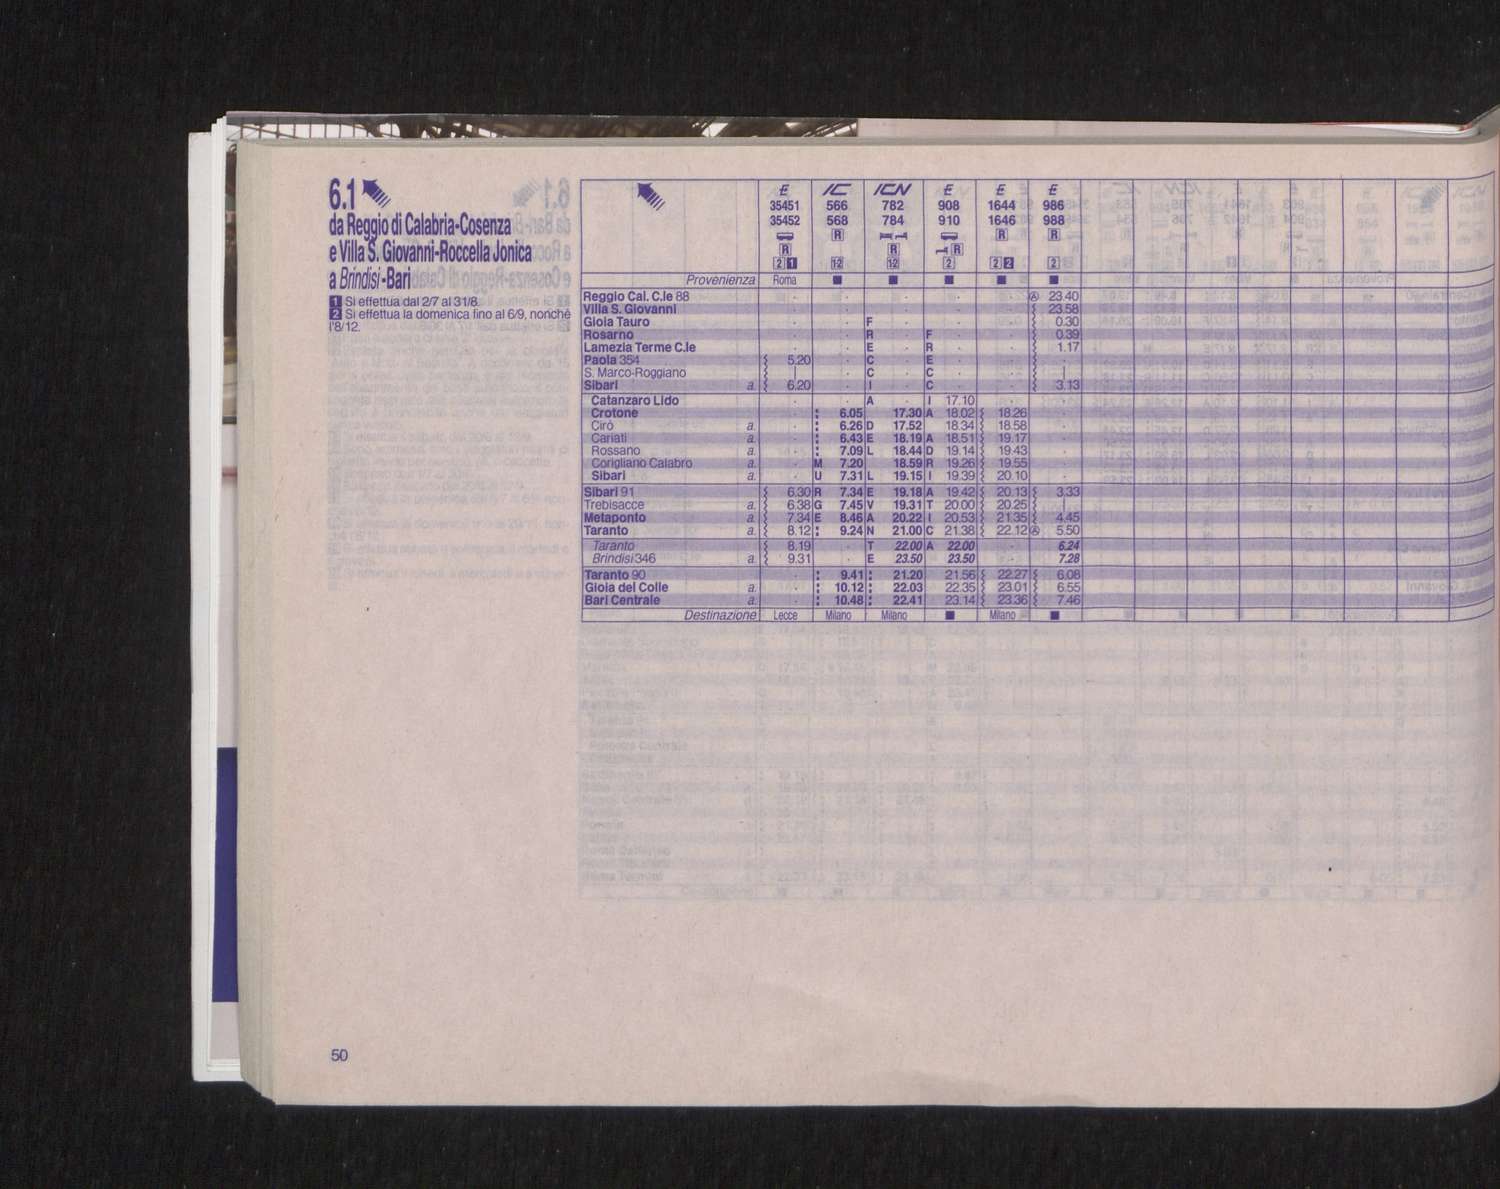 6.1
da Reggio di Calabria-Cosenza
e Villa S. Giovanni-Roccella Jonica
a Brindisi-Bari
1 Si effettua dal 2/7 al 31/8.
2 Si effettua la domenica fino al 6/9, nonché
l'8/12.
E IC ICN E E E
35451 566 782 908 1644 986
35452 568 784 910 1646 988
R R R R
R R
2 1 12 12 2 2 2 2
Provenienza Roma ■ ■ ■ ■ ■
Reggio Cal. C.le 88 · · · · · A 23.40
Villa S. Giovanni · · · · · 23.58
Gioia Tauro · · F · · · 0.30
Rosarno · · R · F · · 0.39
Lamezia Terme C.le · · E · R · · 1.17
Paola 354 5.20 · C · E · · ·
S. Marco-Roggiano | · C · C · · |
Sibari a. 6.20 · I · C · · 3.13
Catanzaro Lido · · A · I 17.10 · ·
Crotone · 6.05 17.30 A 18.02 18.26 ·
Cirò a. · 6.26 D 17.52 18.34 18.58 ·
Cariati a. · 6.43 E 18.19 A 18.51 19.17 ·
Rossano a. · 7.09 L 18.44 D 19.14 19.43 ·
Corigliano Calabro a. · M 7.20 18.59 R 19.26 19.55 ·
Sibari a. · U 7.31 L 19.15 I 19.39 20.10 ·
Sibari 91 6.30 R 7.34 E 19.18 A 19.42 20.13 3.33
Trebisacce a. 6.38 G 7.45 V 19.31 T 20.00 20.25 |
Metaponto a. 7.34 E 8.46 A 20.22 I 20.53 21.35 4.45
Taranto a. 8.12 9.24 N 21.00 C 21.38 22.12 A 5.50
Taranto 8.19 · T 22.00 A 22.00 · 6.24
Brindisi 346 a. 9.31 · E 23.50 23.50 · 7.28
Taranto 90 · 9.41 21.20 21.56 22.27 6.08
Gioia del Colle a. · 10.12 22.03 22.35 23.01 6.55
Bari Centrale a. · 10.48 22.41 23.14 23.36 7.46
Destinazione Lecce Milano Milano ■ Milano ■
50